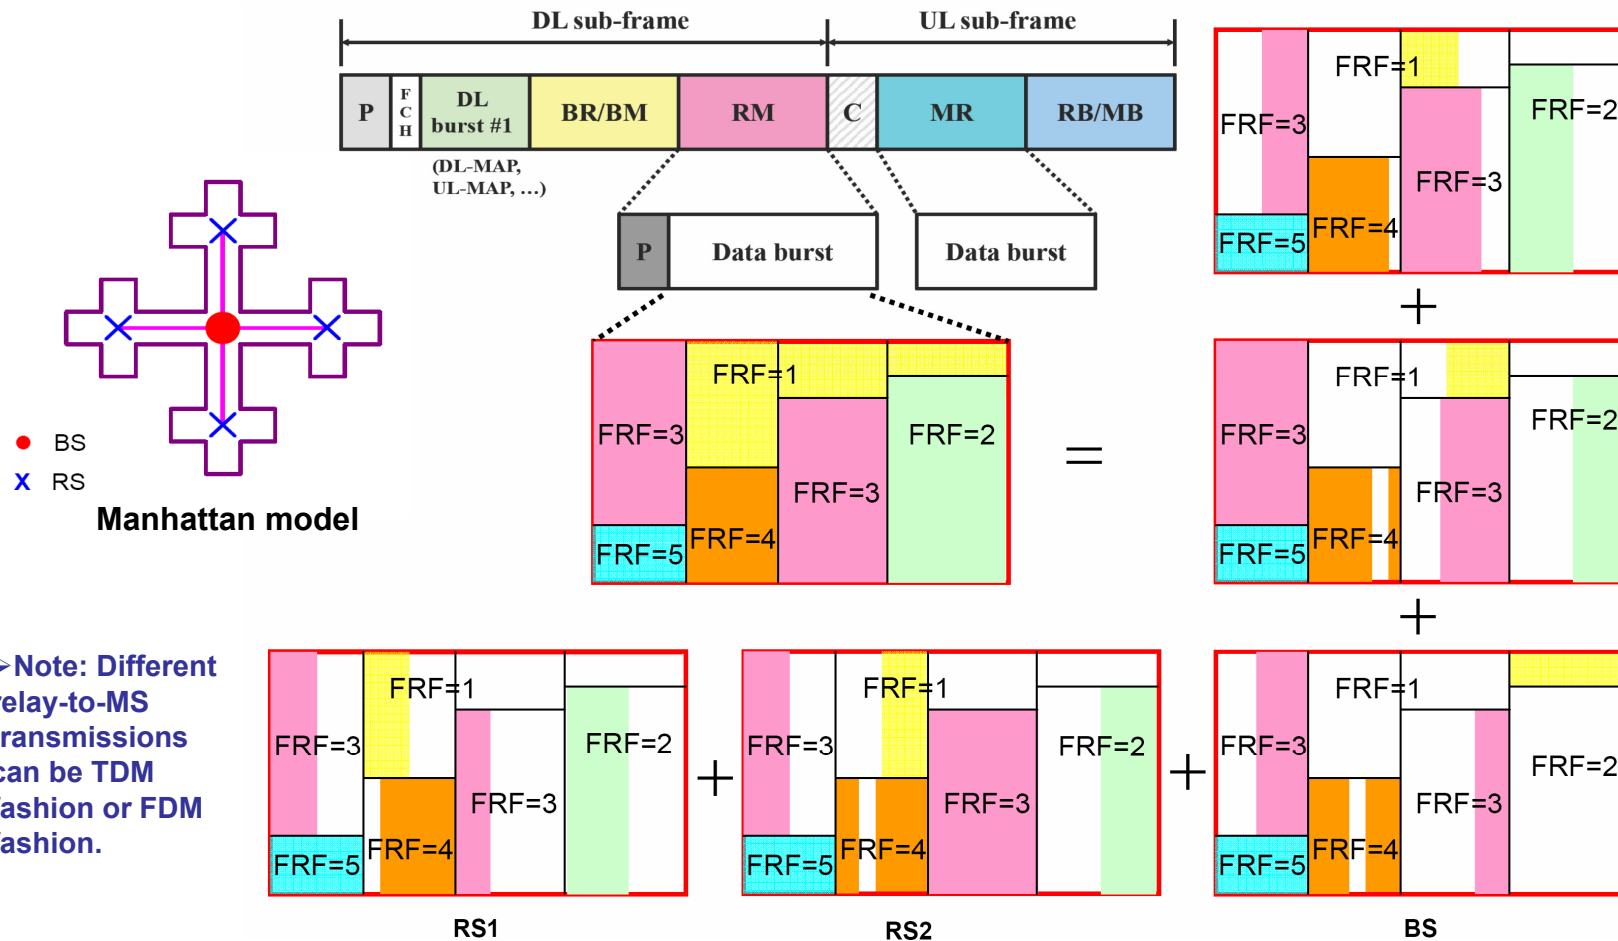 DL sub-frame
UL sub-frame
P
F
C
H
DL
burst #1
BR/BM
RM
C
MR
RB/MB
(DL-MAP,
UL-MAP, ...)
P
Data burst
Data burst
BS
X RS
Manhattan model
FRF=3
FRF=1
FRF=3
FRF=2
FRF=4
FRF=5
=
FRF=1
FRF=2
FRF=3
FRF=3
FRF=4
FRF=5
+
FRF=1
FRF=2
FRF=3
FRF=3
FRF=4
FRF=5
+
➢Note: Different
relay-to-MS
transmissions
can be TDM
fashion or FDM
fashion.
FRF=1
FRF=3
FRF=2
FRF=3
FRF=4
FRF=5
RS1
+
FRF=1
FRF=3
FRF=2
FRF=3
FRF=4
FRF=5
RS2
+
FRF=1
FRF=3
FRF=2
FRF=3
FRF=4
FRF=5
BS